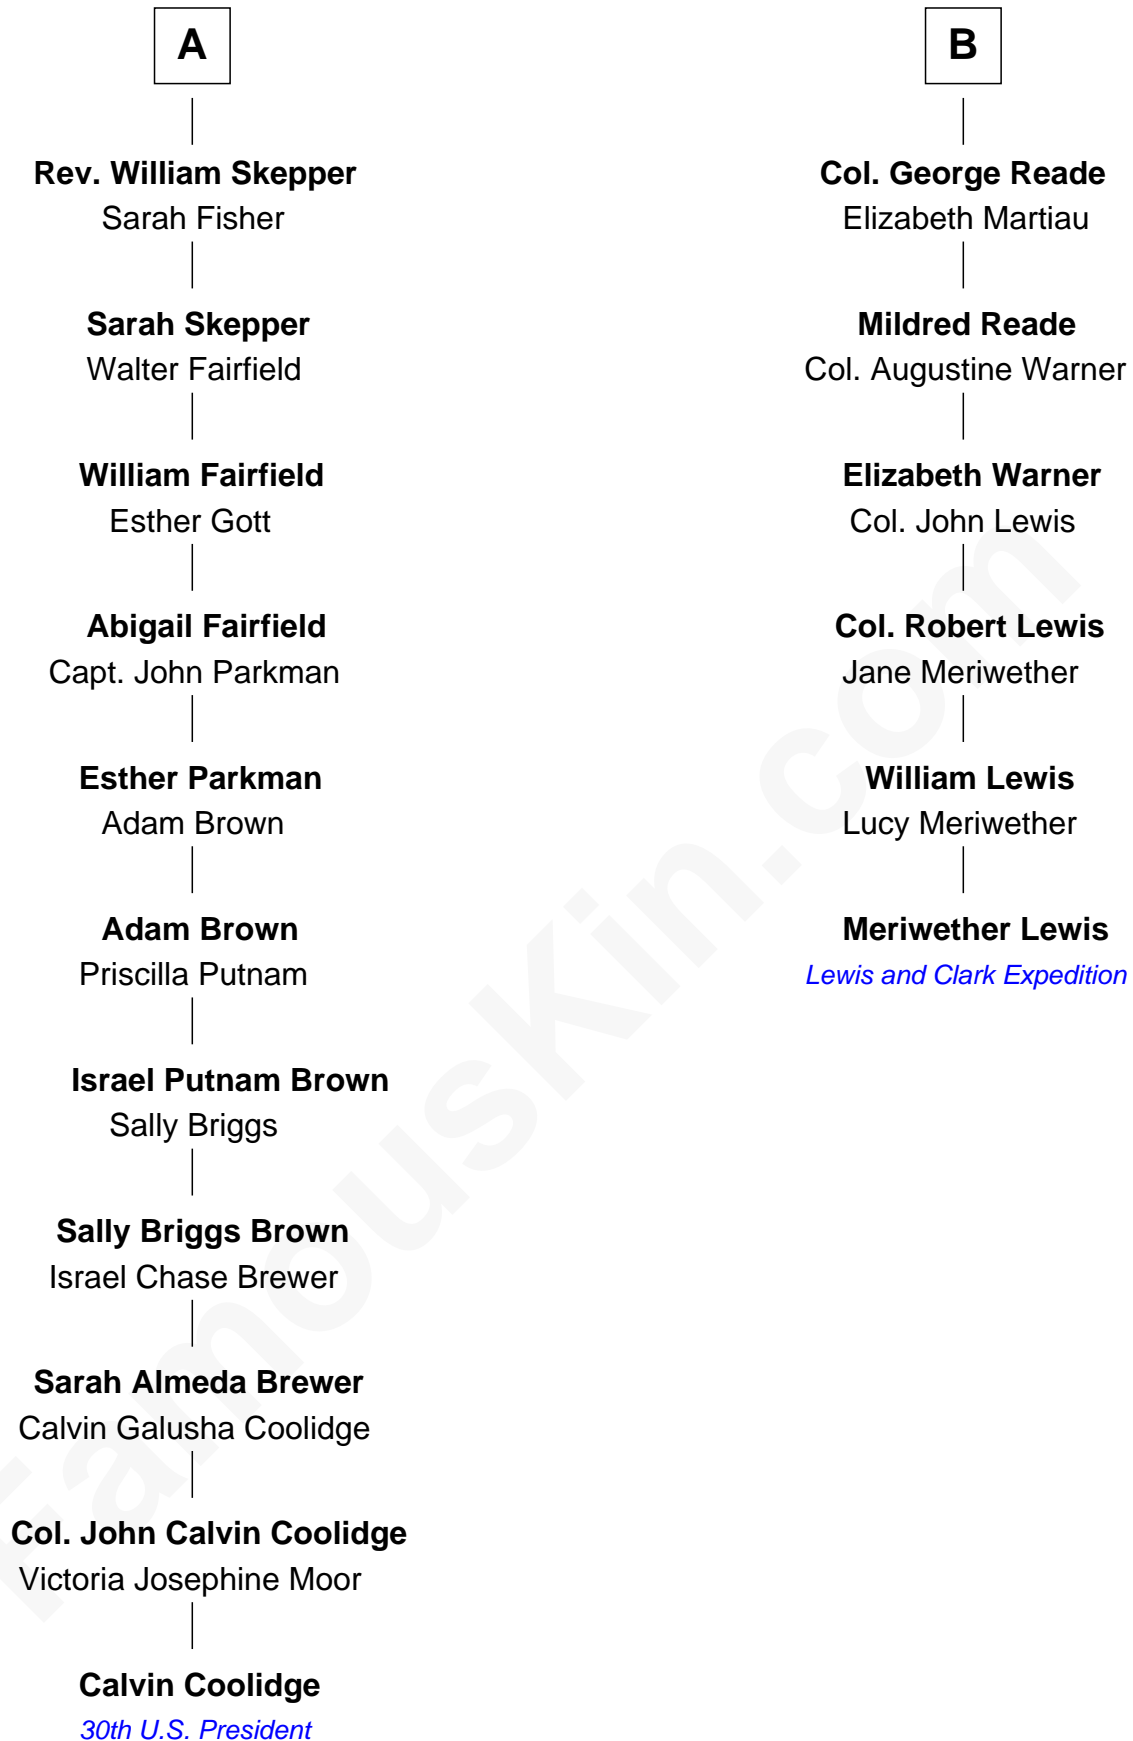 A
Rev. William Skepper
Sarah Fisher
Sarah Skepper
Walter Fairfield
William Fairfield
Esther Gott
Abigail Fairfield
Capt. John Parkman
Esther Parkman
Adam Brown
Adam Brown
Priscilla Putnam
Israel Putnam Brown
Sally Briggs
Sally Briggs Brown
Israel Chase Brewer
Sarah Almeda Brewer
Calvin Galusha Coolidge
Col. John Calvin Coolidge
Victoria Josephine Moor
Calvin Coolidge
30th U.S. President
B
Col. George Reade
Elizabeth Martiau
Mildred Reade
Col. Augustine Warner
Elizabeth Warner
Col. John Lewis
Col. Robert Lewis
Jane Meriwether
William Lewis
Lucy Meriwether
Meriwether Lewis
Lewis and Clark Expedition
FamousKin.com